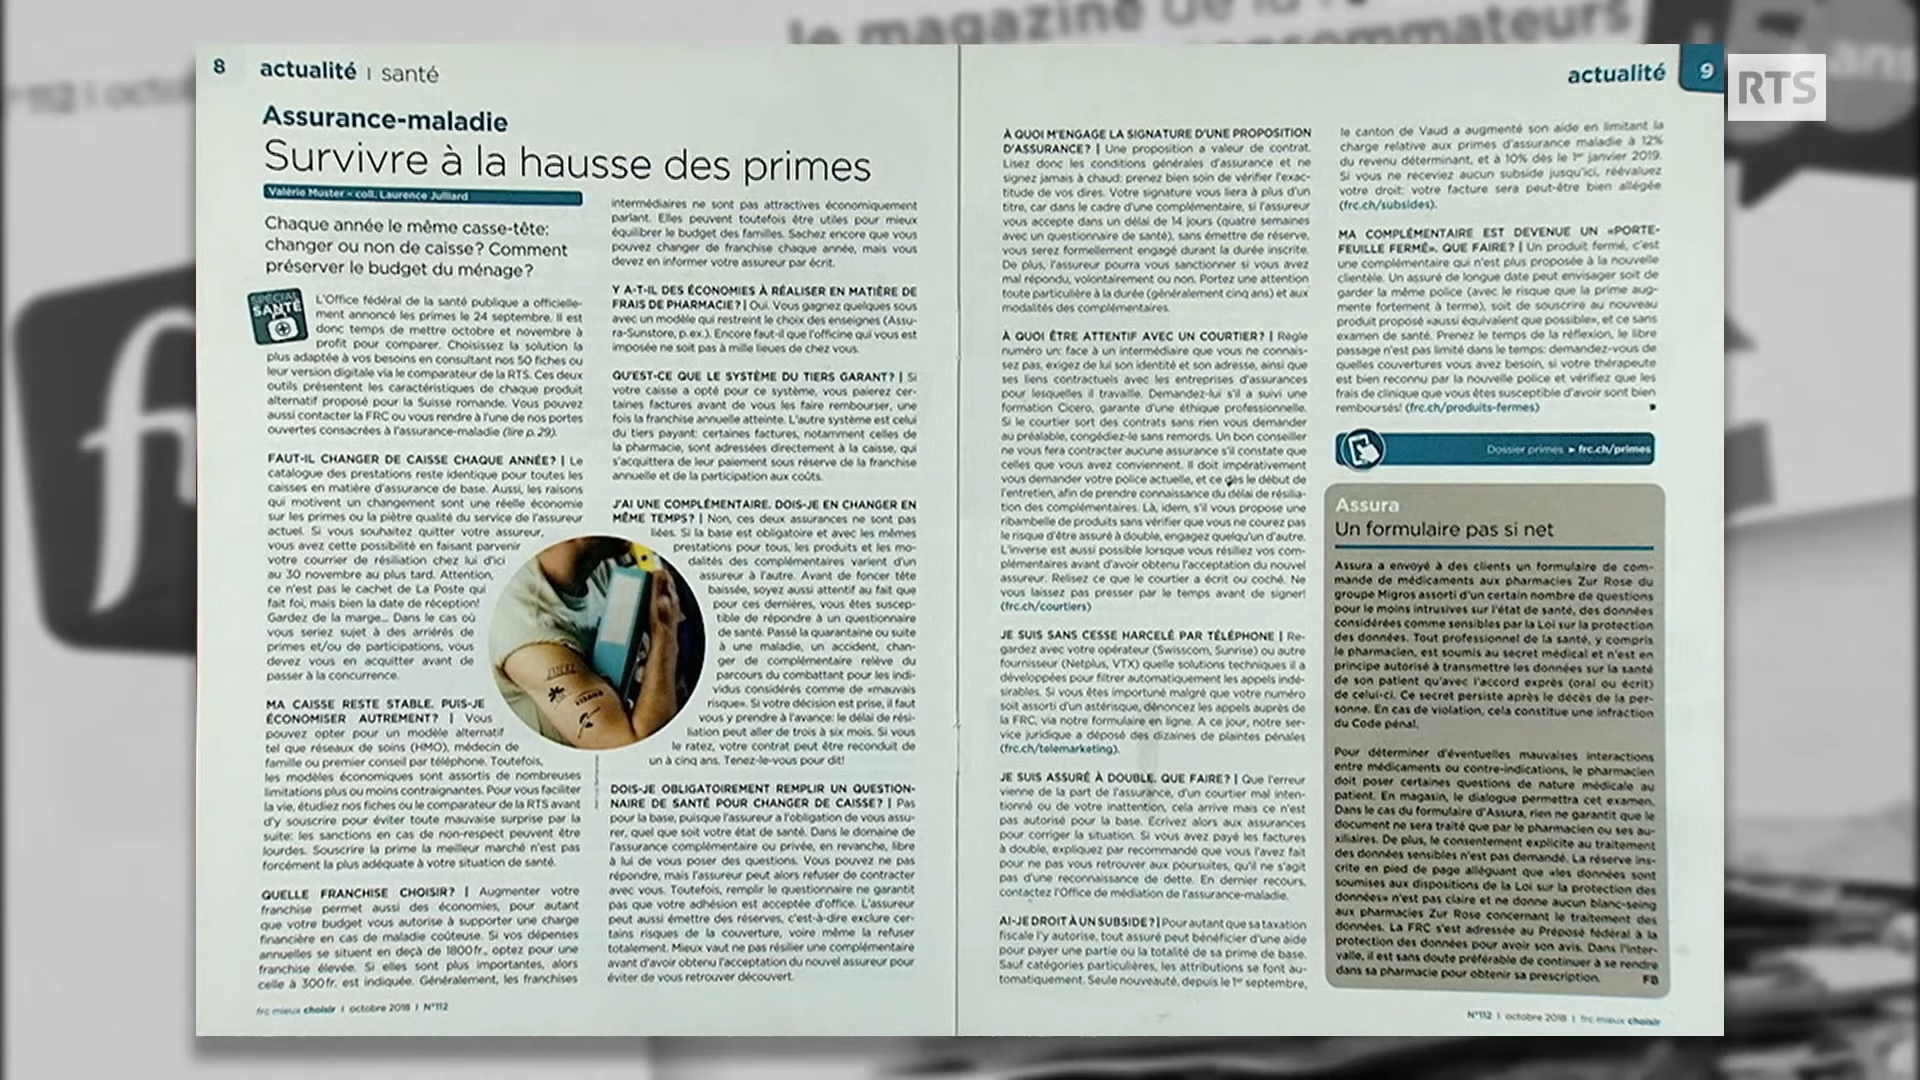 le magazine de la
consommateurs
N°112 | octo
RTS
8 actualité | santé
Assurance-maladie
Survivre à la hausse des primes
Valérie Muster - coll. Laurence Julliard
Chaque année le même casse-tête:
changer ou non de caisse? Comment
préserver le budget du ménage?
SPÉCIAL
SANTÉ
L'Office fédéral de la santé publique a officielle-
ment annoncé les primes le 24 septembre. Il est
donc temps de mettre octobre et novembre à
profit pour comparer. Choisissez la solution la
plus adaptée à vos besoins en consultant nos 50 fiches ou
leur version digitale via le comparateur de la RTS. Ces deux
outils présentent les caractéristiques de chaque produit
alternatif proposé pour la Suisse romande. Vous pouvez
aussi contacter la FRC ou vous rendre à l'une de nos portes
ouvertes consacrées à l'assurance-maladie (lire p. 29).
FAUT-IL CHANGER DE CAISSE CHAQUE ANNÉE? | Le
catalogue des prestations reste identique pour toutes les
caisses en matière d'assurance de base. Aussi, les raisons
qui motivent un changement sont une réelle économie
sur les primes ou la piètre qualité du service de l'assureur
actuel. Si vous souhaitez quitter votre assureur,
vous avez cette possibilité en faisant parvenir
votre courrier de résiliation chez lui d'ici
au 30 novembre au plus tard. Attention,
ce n'est pas le cachet de La Poste qui
fait foi, mais bien la date de réception!
Gardez de la marge... Dans le cas où
vous seriez sujet à des arriérés de
primes et/ou de participations, vous
devez vous en acquitter avant de
passer à la concurrence.
MA CAISSE RESTE STABLE. PUIS-JE
ÉCONOMISER AUTREMENT? | Vous
pouvez opter pour un modèle alternatif
tel que réseaux de soins (HMO), médecin de
famille ou premier conseil par téléphone. Toutefois,
les modèles économiques sont assortis de nombreuses
limitations plus ou moins contraignantes. Pour vous faciliter
la vie, étudiez nos fiches ou le comparateur de la RTS avant
d'y souscrire pour éviter toute mauvaise surprise par la
suite: les sanctions en cas de non-respect peuvent être
lourdes. Souscrire la prime la meilleur marché n'est pas
forcément la plus adéquate à votre situation de santé.
QUELLE FRANCHISE CHOISIR? | Augmenter votre
franchise permet aussi des économies, pour autant
que votre budget vous autorise à supporter une charge
financière en cas de maladie coûteuse. Si vos dépenses
annuelles se situent en deçà de 1800 fr., optez pour une
franchise élevée. Si elles sont plus importantes, alors
celle à 300 fr. est indiquée. Généralement, les franchises
intermédiaires ne sont pas attractives économiquement
parlant. Elles peuvent toutefois être utiles pour mieux
équilibrer le budget des familles. Sachez encore que vous
pouvez changer de franchise chaque année, mais vous
devez en informer votre assureur par écrit.
Y A-T-IL DES ÉCONOMIES À RÉALISER EN MATIÈRE DE
FRAIS DE PHARMACIE? | Oui. Vous gagnez quelques sous
avec un modèle qui restreint le choix des enseignes (Assu-
ra-Sunstore, p.ex.). Encore faut-il que l'officine qui vous est
imposée ne soit pas à mille lieues de chez vous.
QU'EST-CE QUE LE SYSTÈME DU TIERS GARANT? | Si
votre caisse a opté pour ce système, vous paierez cer-
taines factures avant de vous les faire rembourser, une
fois la franchise annuelle atteinte. L'autre système est celui
du tiers payant: certaines factures, notamment celles de
la pharmacie, sont adressées directement à la caisse, qui
s'acquittera de leur paiement sous réserve de la franchise
annuelle et de la participation aux coûts.
J'AI UNE COMPLÉMENTAIRE. DOIS-JE EN CHANGER EN
MÊME TEMPS? | Non, ces deux assurances ne sont pas
liées. Si la base est obligatoire et avec les mêmes
prestations pour tous, les produits et les mo-
dalités des complémentaires varient d'un
assureur à l'autre. Avant de foncer tête
baissée, soyez aussi attentif au fait que
pour ces dernières, vous êtes suscep-
tible de répondre à un questionnaire
de santé. Passé la quarantaine ou suite
à une maladie, un accident, chan-
ger de complémentaire relève du
parcours du combattant pour les indi-
vidus considérés comme de «mauvais
risque». Si votre décision est prise, il faut
vous y prendre à l'avance: le délai de rési-
liation peut aller de trois à six mois. Si vous
le ratez, votre contrat peut être reconduit de
un à cinq ans. Tenez-le-vous pour dit!
DOIS-JE OBLIGATOIREMENT REMPLIR UN QUESTION-
NAIRE DE SANTÉ POUR CHANGER DE CAISSE? | Pas
pour la base, puisque l'assureur a l'obligation de vous assu-
rer, quel que soit votre état de santé. Dans le domaine de
l'assurance complémentaire ou privée, en revanche, libre
à lui de vous poser des questions. Vous pouvez ne pas
répondre, mais l'assureur peut alors refuser de contracter
avec vous. Toutefois, remplir le questionnaire ne garantit
pas que votre adhésion est acceptée d'office. L'assureur
peut aussi émettre des réserves, c'est-à-dire exclure cer-
tains risques de la couverture, voire même la refuser
totalement. Mieux vaut ne pas résilier une complémentaire
avant d'avoir obtenu l'acceptation du nouvel assureur pour
éviter de vous retrouver découvert.
frc mieux choisir | octobre 2018 | N°112
actualité 9
À QUOI M'ENGAGE LA SIGNATURE D'UNE PROPOSITION
D'ASSURANCE? | Une proposition a valeur de contrat.
Lisez donc les conditions générales d'assurance et ne
signez jamais à chaud: prenez bien soin de vérifier l'exac-
titude de vos dires. Votre signature vous liera à plus d'un
titre, car dans le cadre d'une complémentaire, si l'assureur
vous accepte dans un délai de 14 jours (quatre semaines
avec un questionnaire de santé), sans émettre de réserve,
vous serez formellement engagé durant la durée inscrite.
De plus, l'assureur pourra vous sanctionner si vous avez
mal répondu, volontairement ou non. Portez une attention
toute particulière à la durée (généralement cinq ans) et aux
modalités des complémentaires.
À QUOI ÊTRE ATTENTIF AVEC UN COURTIER? | Règle
numéro un: face à un intermédiaire que vous ne connais-
sez pas, exigez de lui son identité et son adresse, ainsi que
ses liens contractuels avec les entreprises d'assurances
pour lesquelles il travaille. Demandez-lui s'il a suivi une
formation Cicero, garante d'une éthique professionnelle.
Si le courtier sort des contrats sans rien vous demander
au préalable, congédiez-le sans remords. Un bon conseiller
ne vous fera contracter aucune assurance s'il constate que
celles que vous avez conviennent. Il doit impérativement
vous demander votre police actuelle, et ce dès le début de
l'entretien, afin de prendre connaissance du délai de résilia-
tion des complémentaires. Là, idem, s'il vous propose une
ribambelle de produits sans vérifier que vous ne courez pas
le risque d'être assuré à double, engagez quelqu'un d'autre.
L'inverse est aussi possible lorsque vous résiliez vos com-
plémentaires avant d'avoir obtenu l'acceptation du nouvel
assureur. Relisez ce que le courtier a écrit ou coché. Ne
vous laissez pas presser par le temps avant de signer!
(frc.ch/courtiers)
JE SUIS SANS CESSE HARCELÉ PAR TÉLÉPHONE | Re-
gardez avec votre opérateur (Swisscom, Sunrise) ou autre
fournisseur (Netplus, VTX) quelle solutions techniques il a
développées pour filtrer automatiquement les appels indé-
sirables. Si vous êtes importuné malgré que votre numéro
soit assorti d'un astérisque, dénoncez les appels auprès de
la FRC, via notre formulaire en ligne. A ce jour, notre ser-
vice juridique a déposé des dizaines de plaintes pénales
(frc.ch/telemarketing).
JE SUIS ASSURÉ À DOUBLE. QUE FAIRE? | Que l'erreur
vienne de la part de l'assurance, d'un courtier mal inten-
tionné ou de votre inattention, cela arrive mais ce n'est
pas autorisé pour la base. Ecrivez alors aux assurances
pour corriger la situation. Si vous avez payé les factures
à double, expliquez par recommandé que vous l'avez fait
pour ne pas vous retrouver aux poursuites, qu'il ne s'agit
pas d'une reconnaissance de dette. En dernier recours,
contactez l'Office de médiation de l'assurance-maladie.
AI-JE DROIT À UN SUBSIDE? | Pour autant que sa taxation
fiscale l'y autorise, tout assuré peut bénéficier d'une aide
pour payer une partie ou la totalité de sa prime de base.
Sauf catégories particulières, les attributions se font au-
tomatiquement. Seule nouveauté, depuis le 1er septembre,
le canton de Vaud a augmenté son aide en limitant la
charge relative aux primes d'assurance maladie à 12%
du revenu déterminant, et à 10% dès le 1er janvier 2019.
Si vous ne receviez aucun subside jusqu'ici, réévaluez
votre droit: votre facture sera peut-être bien allégée
(frc.ch/subsides).
MA COMPLÉMENTAIRE EST DEVENUE UN «PORTE-
FEUILLE FERMÉ». QUE FAIRE? | Un produit fermé, c'est
une complémentaire qui n'est plus proposée à la nouvelle
clientèle. Un assuré de longue date peut envisager soit de
garder la même police (avec le risque que la prime aug-
mente fortement à terme), soit de souscrire au nouveau
produit proposé «aussi équivalent que possible», et ce sans
examen de santé. Prenez le temps de la réflexion, le libre
passage n'est pas limité dans le temps: demandez-vous de
quelles couvertures vous avez besoin, si votre thérapeute
est bien reconnu par la nouvelle police et vérifiez que les
frais de clinique que vous êtes susceptible d'avoir sont bien
remboursés! (frc.ch/produits-fermes)
Dossier primes ► frc.ch/primes
Assura
Un formulaire pas si net
Assura a envoyé à des clients un formulaire de com-
mande de médicaments aux pharmacies Zur Rose du
groupe Migros assorti d'un certain nombre de questions
pour le moins intrusives sur l'état de santé, des données
considérées comme sensibles par la Loi sur la protection
des données. Tout professionnel de la santé, y compris
le pharmacien, est soumis au secret médical et n'est en
principe autorisé à transmettre les données sur la santé
de son patient qu'avec l'accord exprès (oral ou écrit)
de celui-ci. Ce secret persiste après le décès de la per-
sonne. En cas de violation, cela constitue une infraction
du Code pénal.
Pour déterminer d'éventuelles mauvaises interactions
entre médicaments ou contre-indications, le pharmacien
doit poser certaines questions de nature médicale au
patient. En magasin, le dialogue permettra cet examen.
Dans le cas du formulaire d'Assura, rien ne garantit que le
document ne sera traité que par le pharmacien ou ses au-
xiliaires. De plus, le consentement explicite au traitement
des données sensibles n'est pas demandé. La réserve ins-
crite en pied de page alléguant que «les données sont
soumises aux dispositions de la Loi sur la protection des
données» n'est pas claire et ne donne aucun blanc-seing
aux pharmacies Zur Rose concernant le traitement des
données. La FRC s'est adressée au Préposé fédéral à la
protection des données pour avoir son avis. Dans l'inter-
valle, il est sans doute préférable de continuer à se rendre
dans sa pharmacie pour obtenir sa prescription. FB
N°112 | octobre 2018 | frc mieux choisir